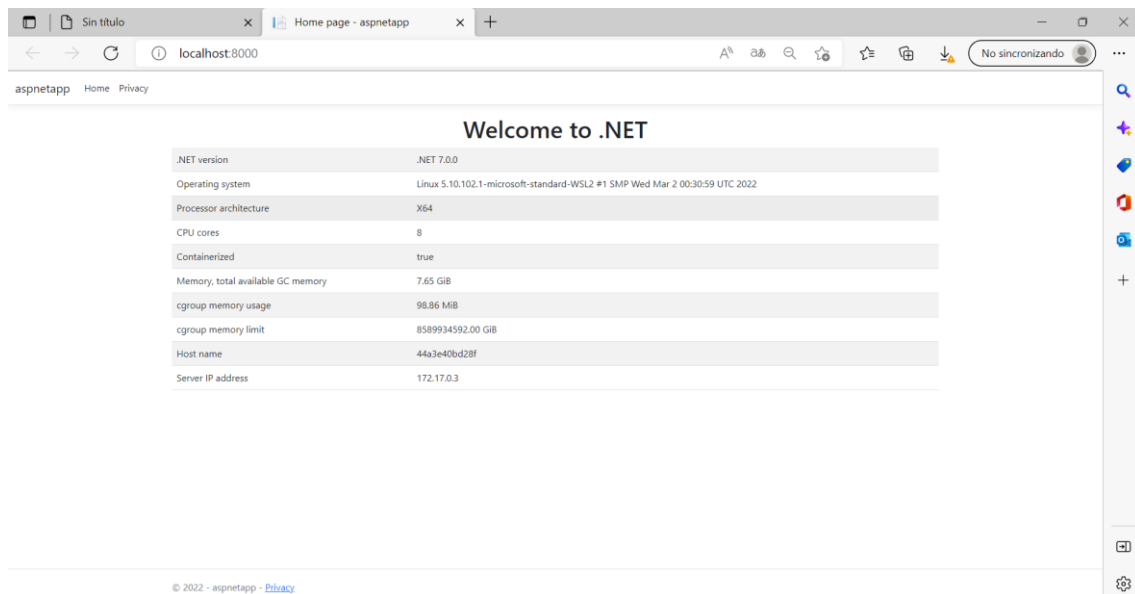 Sin título
Home page - aspnetapp
localhost:8000
No sincronizando
aspnetapp Home Privacy
Welcome to .NET
.NET version .NET 7.0.0
Operating system Linux 5.10.102.1-microsoft-standard-WSL2 #1 SMP Wed Mar 2 00:30:59 UTC 2022
Processor architecture X64
CPU cores 8
Containerized true
Memory, total available GC memory 7.65 GiB
cgroup memory usage 98.86 MiB
cgroup memory limit 8589934592.00 GiB
Host name 44a3e40bd28f
Server IP address 172.17.0.3
© 2022 - aspnetapp - Privacy